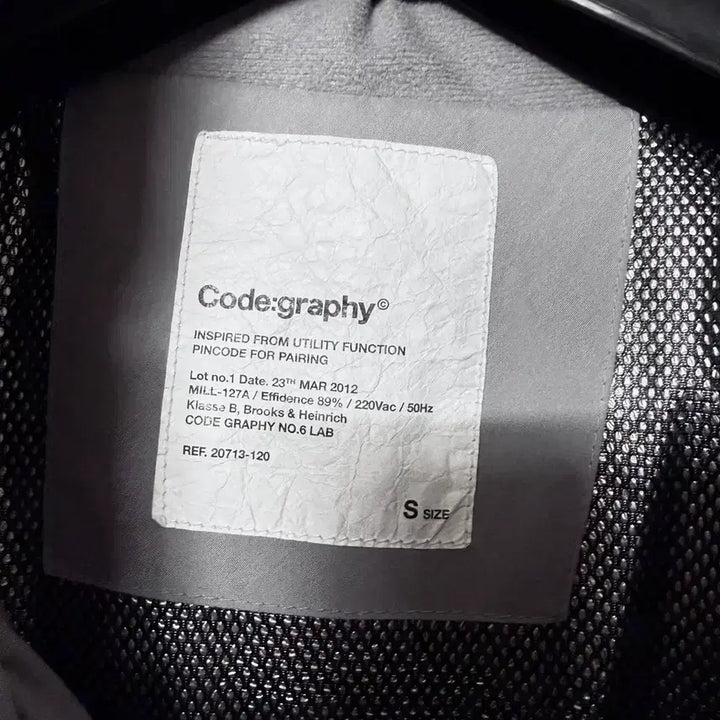 Code:graphy©
INSPIRED FROM UTILITY FUNCTION
PINCODE FOR PAIRING
Lot no.1 Date. 23TH MAR 2012
MILL-127A / Effidence 89% / 220Vac / 50Hz
Klasse B, Brooks & Heinrich
CODE GRAPHY NO.6 LAB
REF. 20713-120
S SIZE